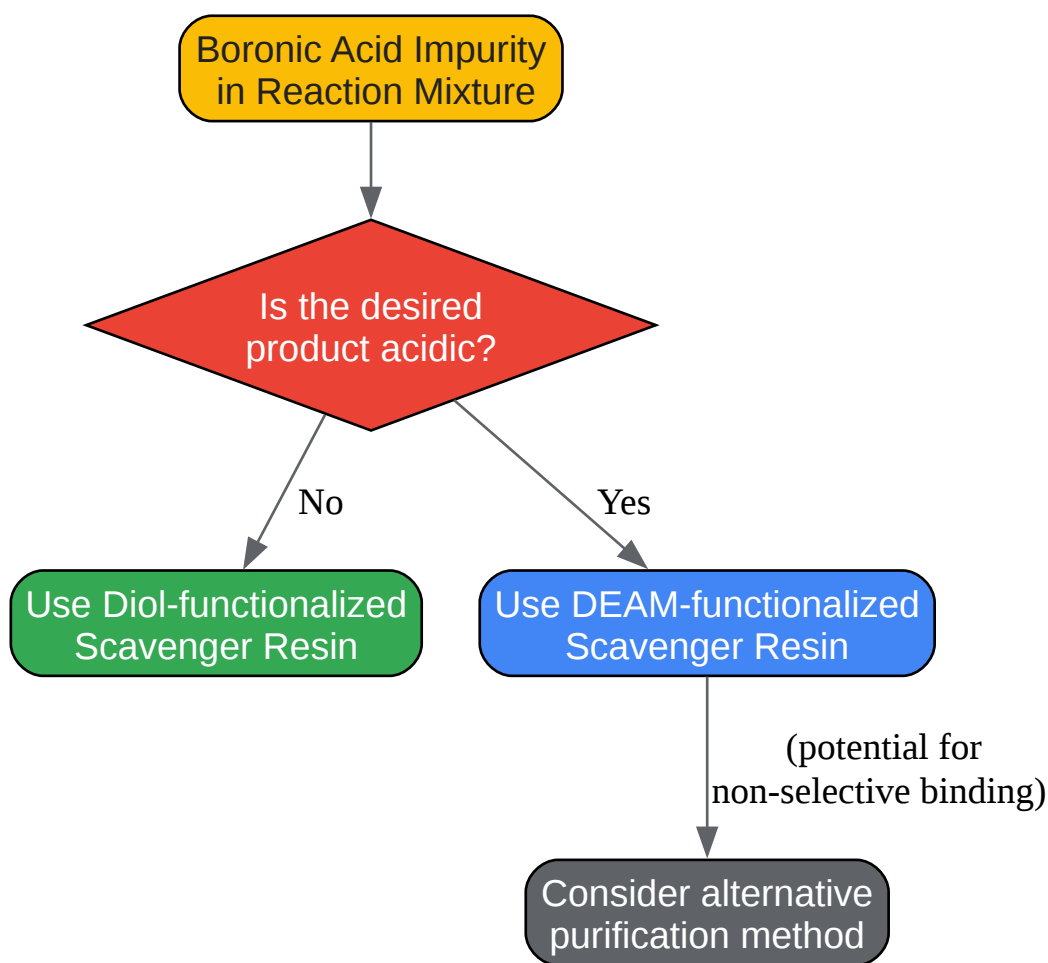 Boronic Acid Impurity
in Reaction Mixture
Is the desired
product acidic?
No
Yes
Use Diol-functionalized
Scavenger Resin
Use DEAM-functionalized
Scavenger Resin
(potential for
non-selective binding)
Consider alternative
purification method